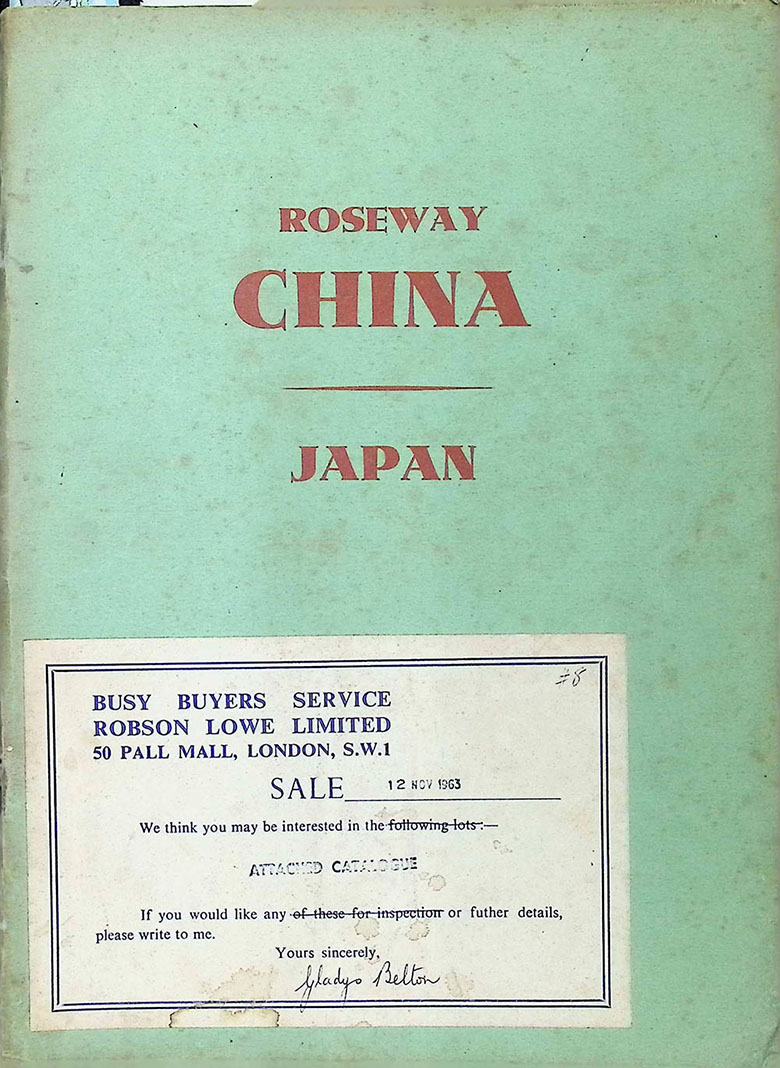 ROSEWAY
CHINA
JAPAN
#8
BUSY BUYERS SERVICE
ROBSON LOWE LIMITED
50 PALL MALL, LONDON, S.W.1
SALE 12 NOV 1963
We think you may be interested in the following lots :—
ATTACHED CATALOGUE
If you would like any of these for inspection or futher details,
please write to me.
Yours sincerely,
Gladys Belton